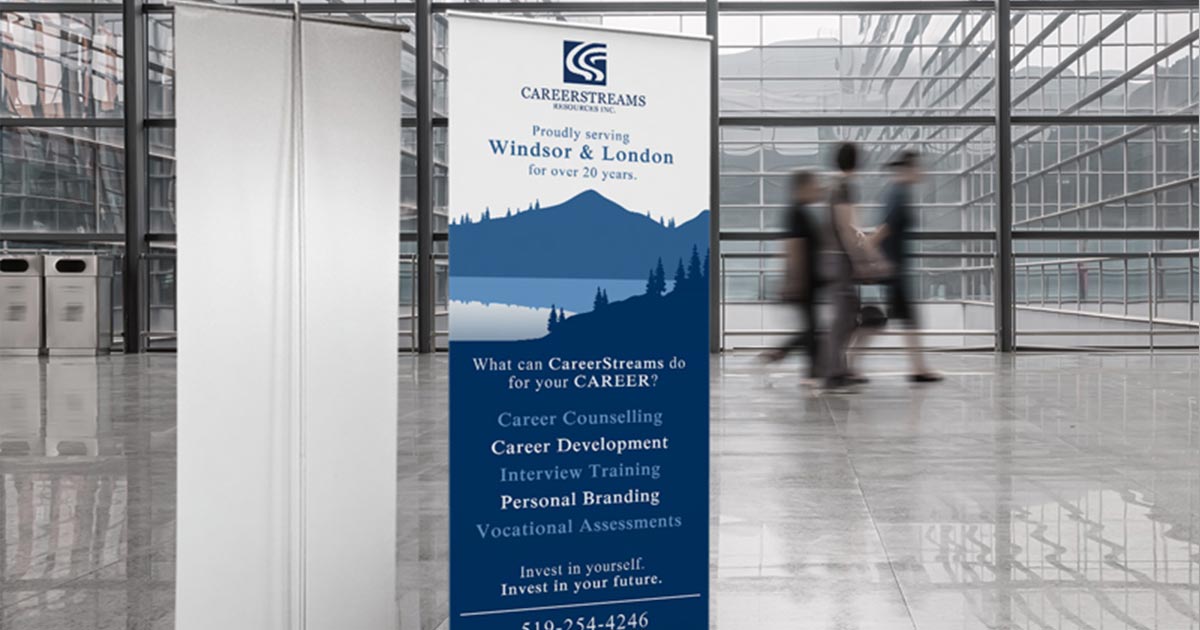 CAREERSTREAMS
RESOURCES INC.
Proudly serving
Windsor & London
for over 20 years.
What can CareerStreams do
for your CAREER?
Career Counselling
Career Development
Interview Training
Personal Branding
Vocational Assessments
Invest in yourself.
Invest in your future.
519-254-4246